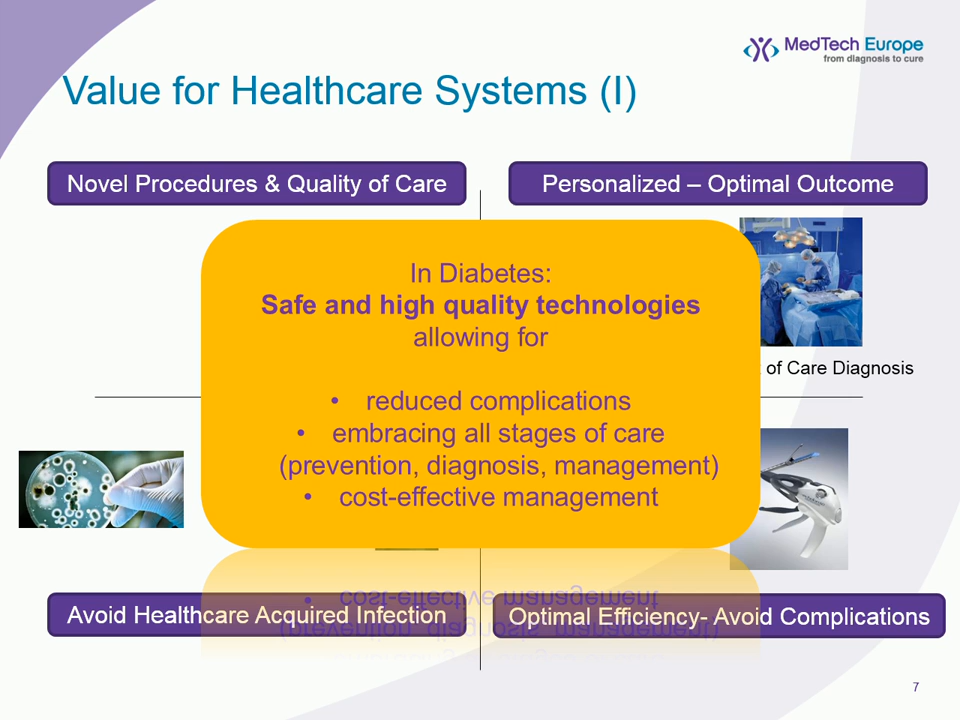 MedTech Europe
from diagnosis to cure
Value for Healthcare Systems (I)
Novel Procedures & Quality of Care
Personalized – Optimal Outcome
In Diabetes:
Safe and high quality technologies
allowing for
• reduced complications
• embracing all stages of care
(prevention, diagnosis, management)
• cost-effective management
of Care Diagnosis
Avoid Healthcare Acquired Infection
Optimal Efficiency- Avoid Complications
7